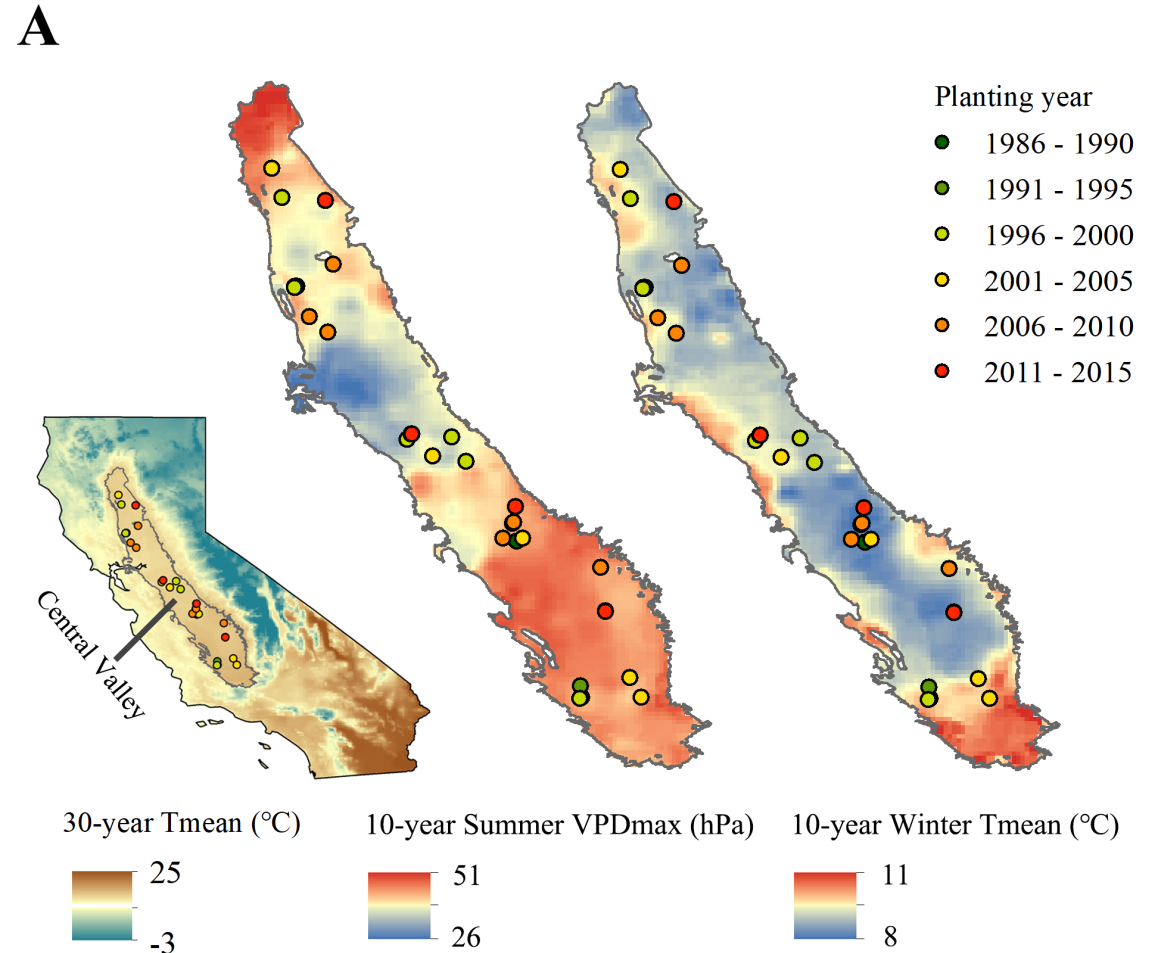 A
Planting year
1986 - 1990
1991 - 1995
1996 - 2000
2001 - 2005
2006 - 2010
2011 - 2015
Central Valley
30-year Tmean (℃)
25
-3
10-year Summer VPDmax (hPa)
51
26
10-year Winter Tmean (℃)
11
8